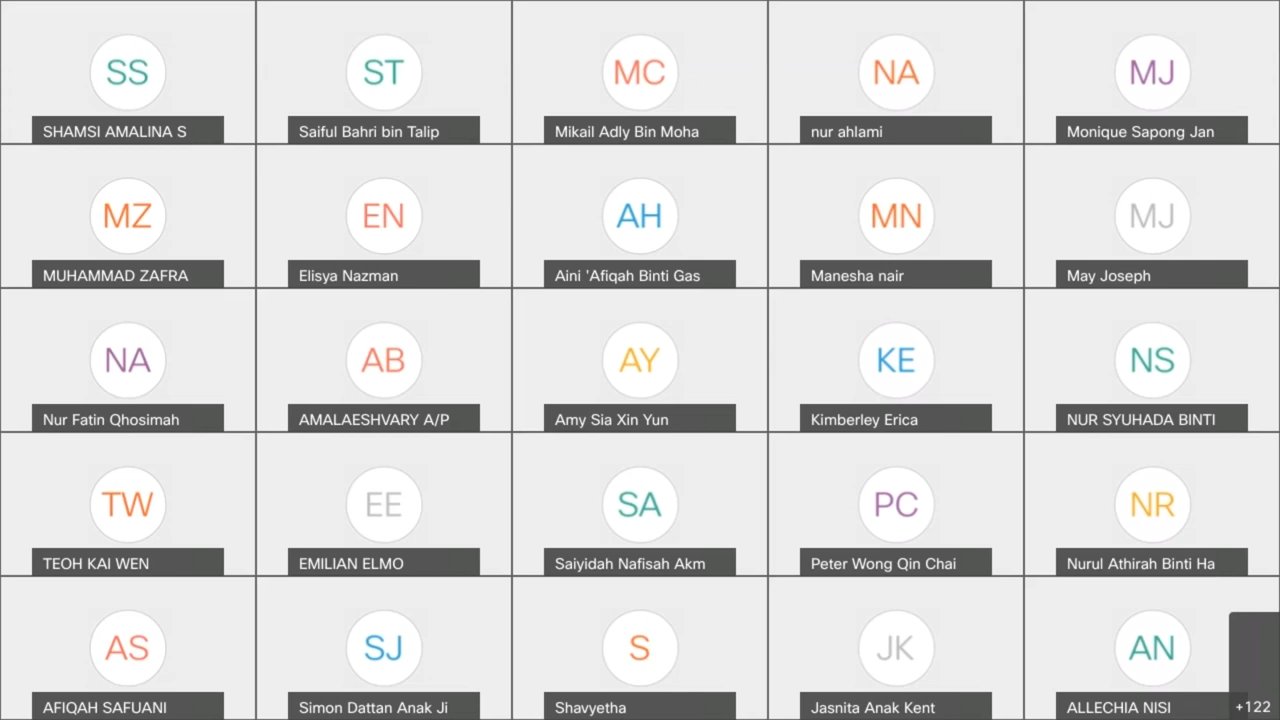 SS
SHAMSI AMALINA S
ST
Saiful Bahri bin Talip
MC
Mikail Adly Bin Moha
NA
nur ahlami
MJ
Monique Sapong Jan
MZ
MUHAMMAD ZAFRA
EN
Elisya Nazman
AH
Aini 'Afiqah Binti Gas
MN
Manesha nair
MJ
May Joseph
NA
Nur Fatin Qhosimah
AB
AMALAESHVARY A/P
AY
Amy Sia Xin Yun
KE
Kimberley Erica
NS
NUR SYUHADA BINTI
TW
TEOH KAI WEN
EE
EMILIAN ELMO
SA
Saiyidah Nafisah Akm
PC
Peter Wong Qin Chai
NR
Nurul Athirah Binti Ha
AS
AFIQAH SAFUANI
SJ
Simon Dattan Anak Ji
S
Shavyetha
JK
Jasnita Anak Kent
AN
ALLECHIA NISI
+122